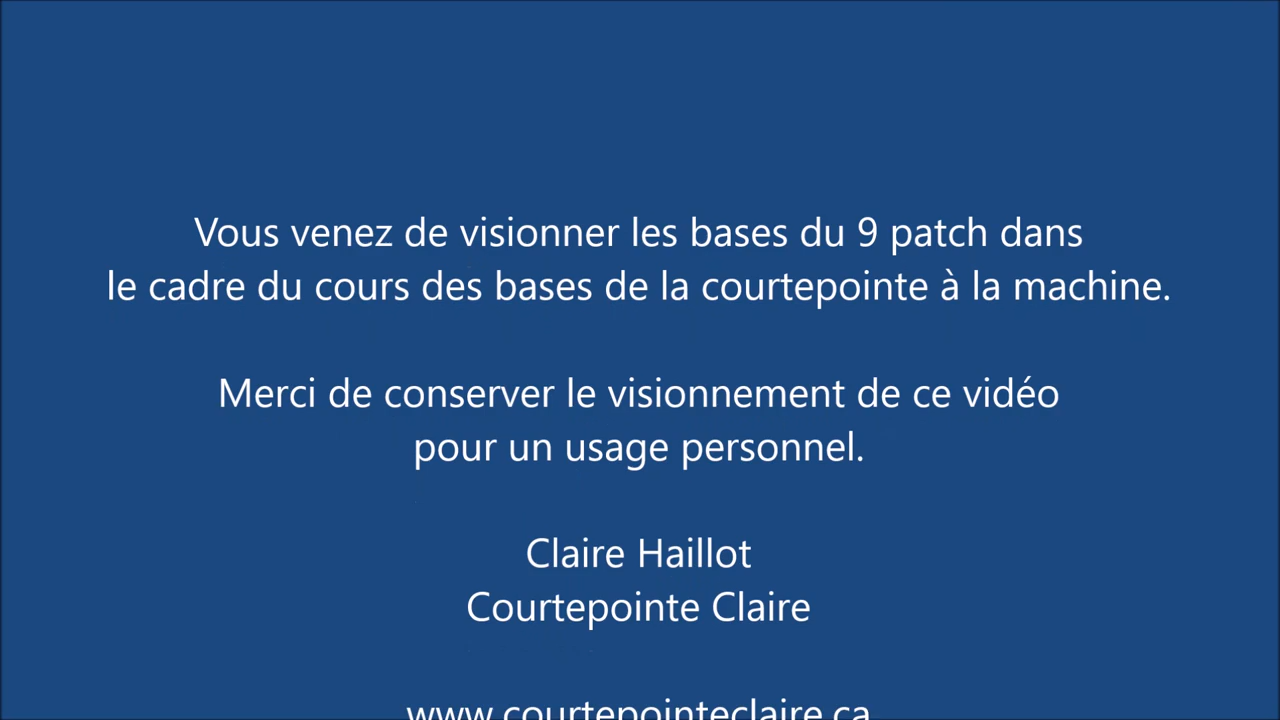 Vous venez de visionner les bases du 9 patch dans
le cadre du cours des bases de la courtepointe à la machine.
Merci de conserver le visionnement de ce vidéo
pour un usage personnel.
Claire Haillot
Courtepointe Claire
www.courtepointeclaire.ca